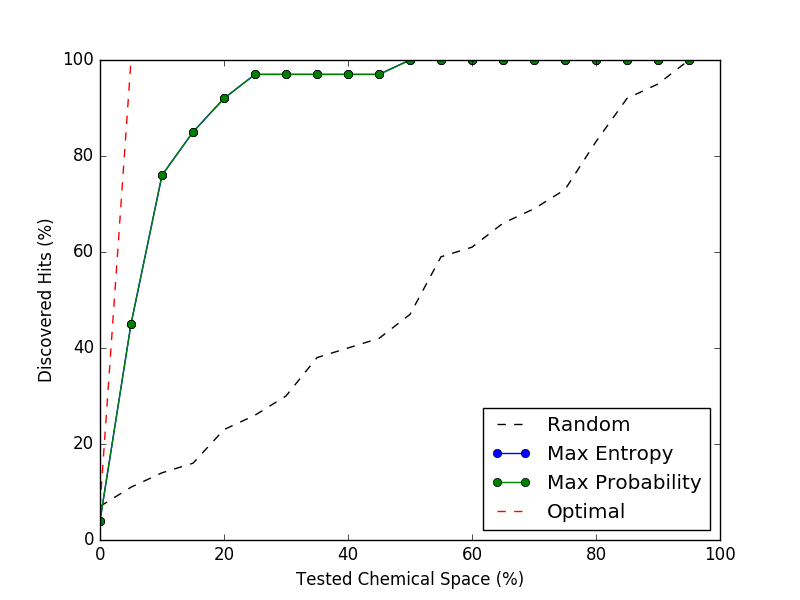 100
80
60
40
20
0
Discovered Hits (%)
Random
Max Entropy
Max Probability
Optimal
0 20 40 60 80 100
Tested Chemical Space (%)